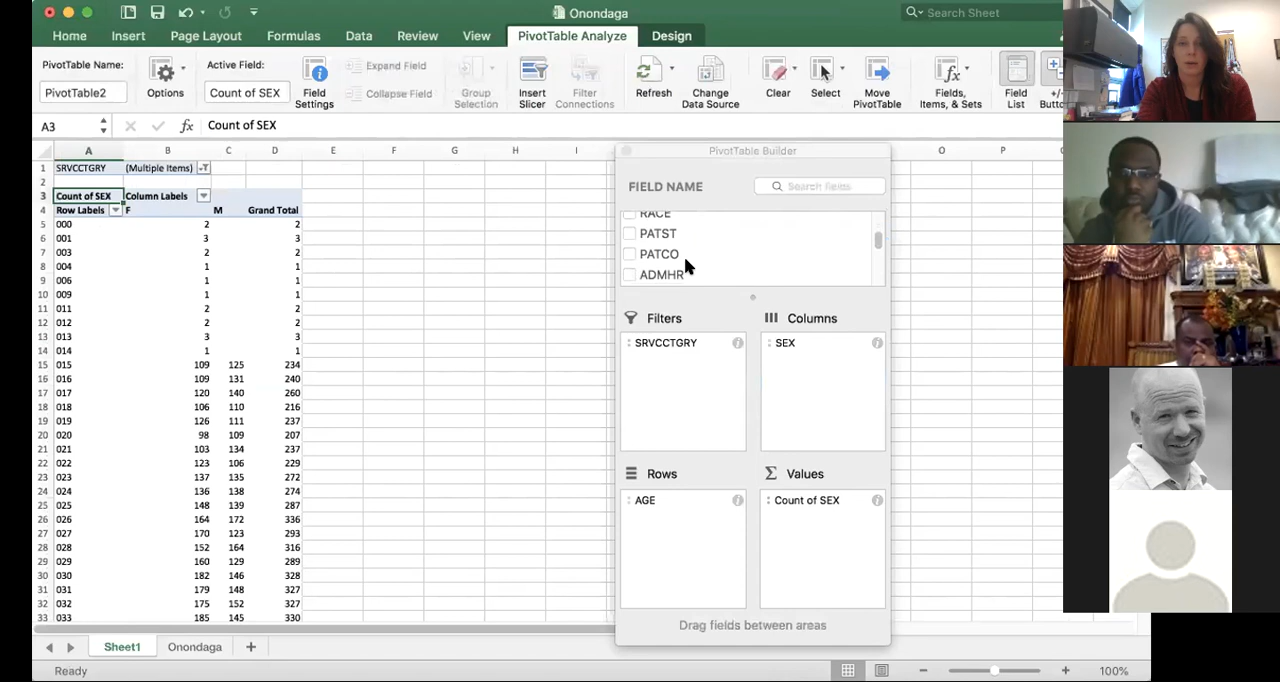 Onondaga
Search Sheet
Home Insert Page Layout Formulas Data Review View PivotTable Analyze Design
PivotTable Name:
PivotTable2
Options
Active Field:
Count of SEX
Field Settings
Expand Field
Collapse Field
Group Selection
Insert Slicer
Filter Connections
Refresh
Change Data Source
Clear
Select
Move PivotTable
Fields, Items, & Sets
Field List
+/-
A3 fx Count of SEX
A B C D E F G H I O P
1 SRVCCTGRY (Multiple Items)
2
3 Count of SEX Column Labels
4 Row Labels F M Grand Total
5 000 2 2
6 001 3 3
7 003 2 2
8 004 1 1
9 006 1 1
10 009 1 1
11 011 2 2
12 012 2 2
13 013 3 3
14 014 1 1
15 015 109 125 234
16 016 109 131 240
17 017 120 140 260
18 018 106 110 216
19 019 126 111 237
20 020 98 109 207
21 021 103 134 237
22 022 123 106 229
23 023 137 135 272
24 024 136 138 274
25 025 148 139 287
26 026 164 172 336
27 027 170 123 293
28 028 152 164 316
29 029 160 129 289
30 030 182 146 328
31 031 179 148 327
32 032 175 152 327
33 033 185 145 330
PivotTable Builder
FIELD NAME
Search fields
RACE
PATST
PATCO
ADMHR
Filters
SRVCCTGRY
Columns
SEX
Rows
AGE
Values
Count of SEX
Drag fields between areas
Sheet1 Onondaga +
Ready
100%